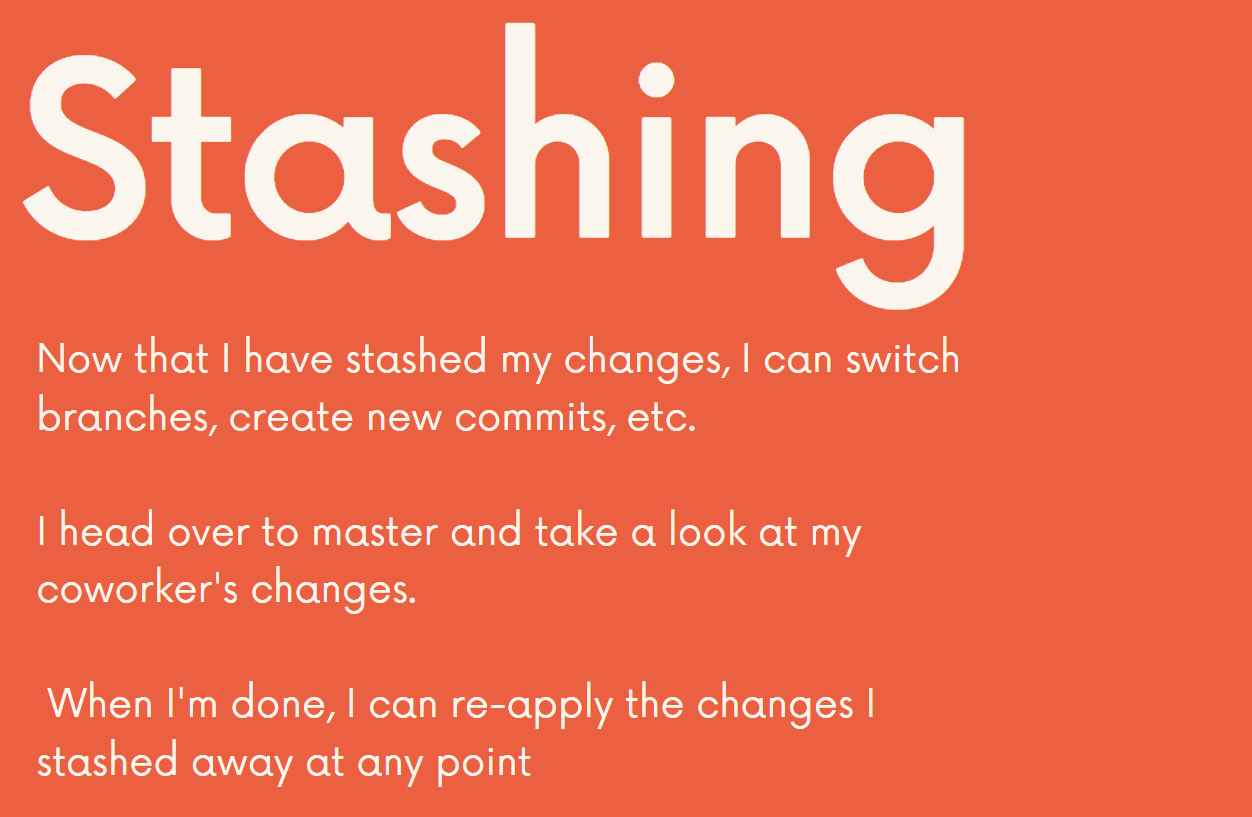 Stashing
Now that I have stashed my changes, I can switch
branches, create new commits, etc.
I head over to master and take a look at my
coworker's changes.
When I'm done, I can re-apply the changes I
stashed away at any point